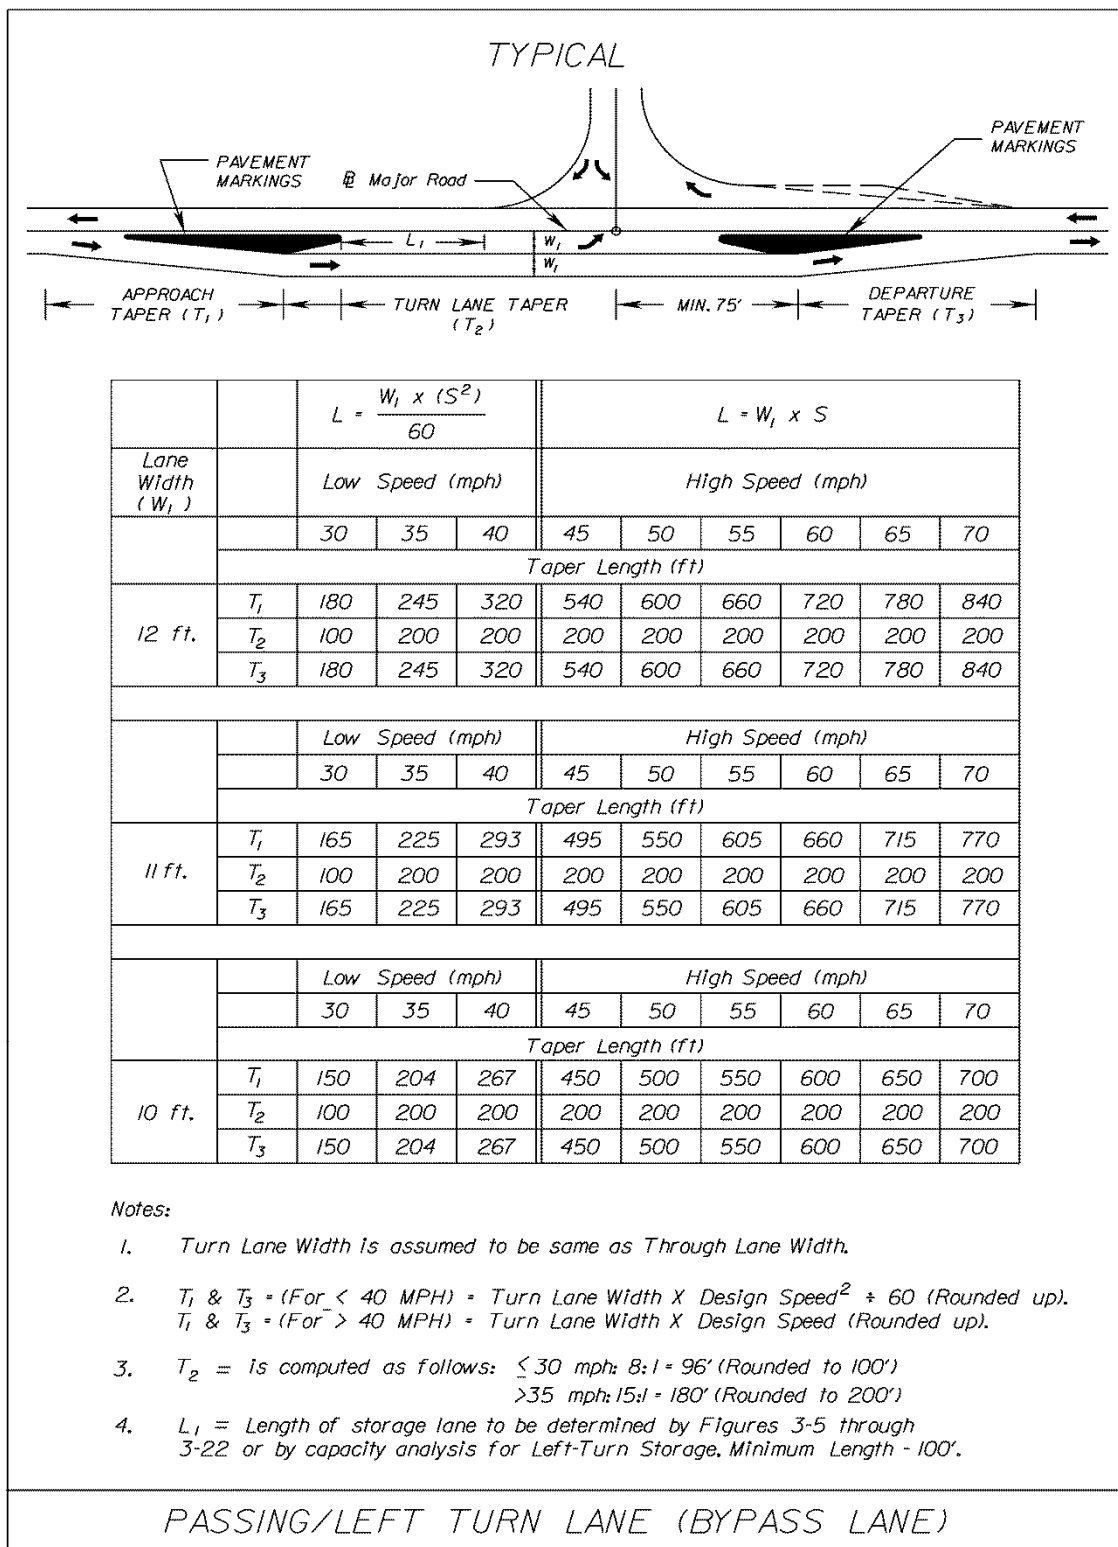 TYPICAL
PAVEMENT
MARKINGS
PAVEMENT
MARKINGS
℄ Major Road
L₁
W₁
W₁
APPROACH
TAPER (T₁)
TURN LANE TAPER
(T₂)
MIN. 75'
DEPARTURE
TAPER (T₃)
L = W₁ x (S²) / 60 L = W₁ x S
Lane
Width
(W₁)
Low Speed (mph) High Speed (mph)
30 35 40 45 50 55 60 65 70
Taper Length (ft)
12 ft.
T₁ 180 245 320 540 600 660 720 780 840
T₂ 100 200 200 200 200 200 200 200 200
T₃ 180 245 320 540 600 660 720 780 840
Low Speed (mph) High Speed (mph)
30 35 40 45 50 55 60 65 70
Taper Length (ft)
11 ft.
T₁ 165 225 293 495 550 605 660 715 770
T₂ 100 200 200 200 200 200 200 200 200
T₃ 165 225 293 495 550 605 660 715 770
Low Speed (mph) High Speed (mph)
30 35 40 45 50 55 60 65 70
Taper Length (ft)
10 ft.
T₁ 150 204 267 450 500 550 600 650 700
T₂ 100 200 200 200 200 200 200 200 200
T₃ 150 204 267 450 500 550 600 650 700
Notes:
1. Turn Lane Width is assumed to be same as Through Lane Width.
2. T₁ & T₃ = (For < 40 MPH) = Turn Lane Width X Design Speed² ÷ 60 (Rounded up).
T₁ & T₃ = (For > 40 MPH) = Turn Lane Width X Design Speed (Rounded up).
3. T₂ = is computed as follows: ≤ 30 mph: 8:1 = 96' (Rounded to 100')
>35 mph: 15:1 = 180' (Rounded to 200')
4. L₁ = Length of storage lane to be determined by Figures 3-5 through
3-22 or by capacity analysis for Left-Turn Storage. Minimum Length - 100'.
PASSING/LEFT TURN LANE (BYPASS LANE)